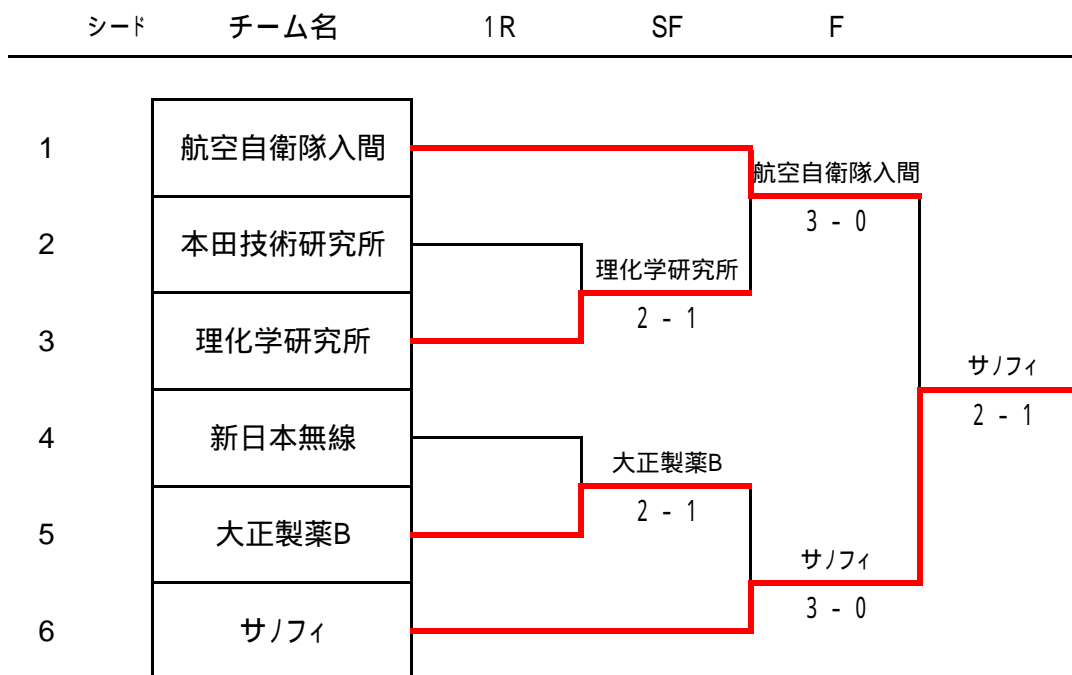 シード チーム名 1R SF F
1 航空自衛隊入間
航空自衛隊入間
3 - 0
2 本田技術研究所
理化学研究所
2 - 1
3 理化学研究所
サノフィ
2 - 1
4 新日本無線
大正製薬B
2 - 1
5 大正製薬B
サノフィ
3 - 0
6 サノフィ